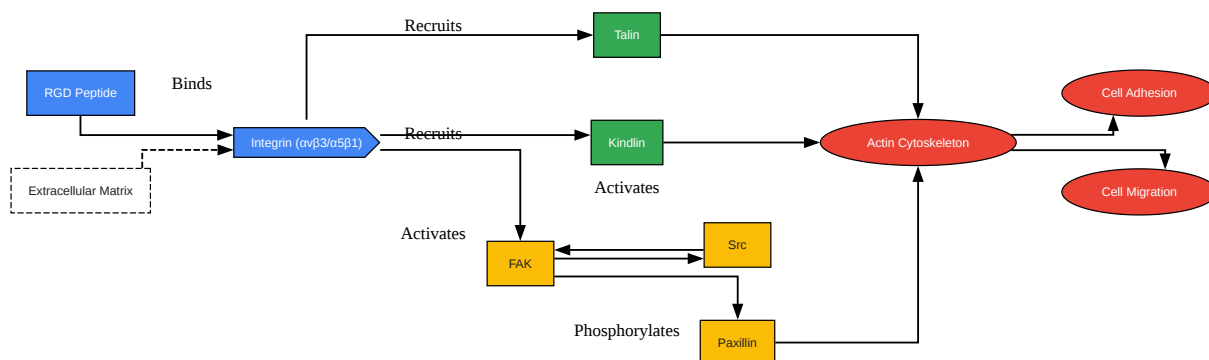 Recruits
Talin
RGD Peptide
Binds
Cell Adhesion
Integrin (αvβ3/α5β1)
Recruits
Kindlin
Actin Cytoskeleton
Extracellular Matrix
Activates
Cell Migration
Activates
Src
FAK
Phosphorylates
Paxillin